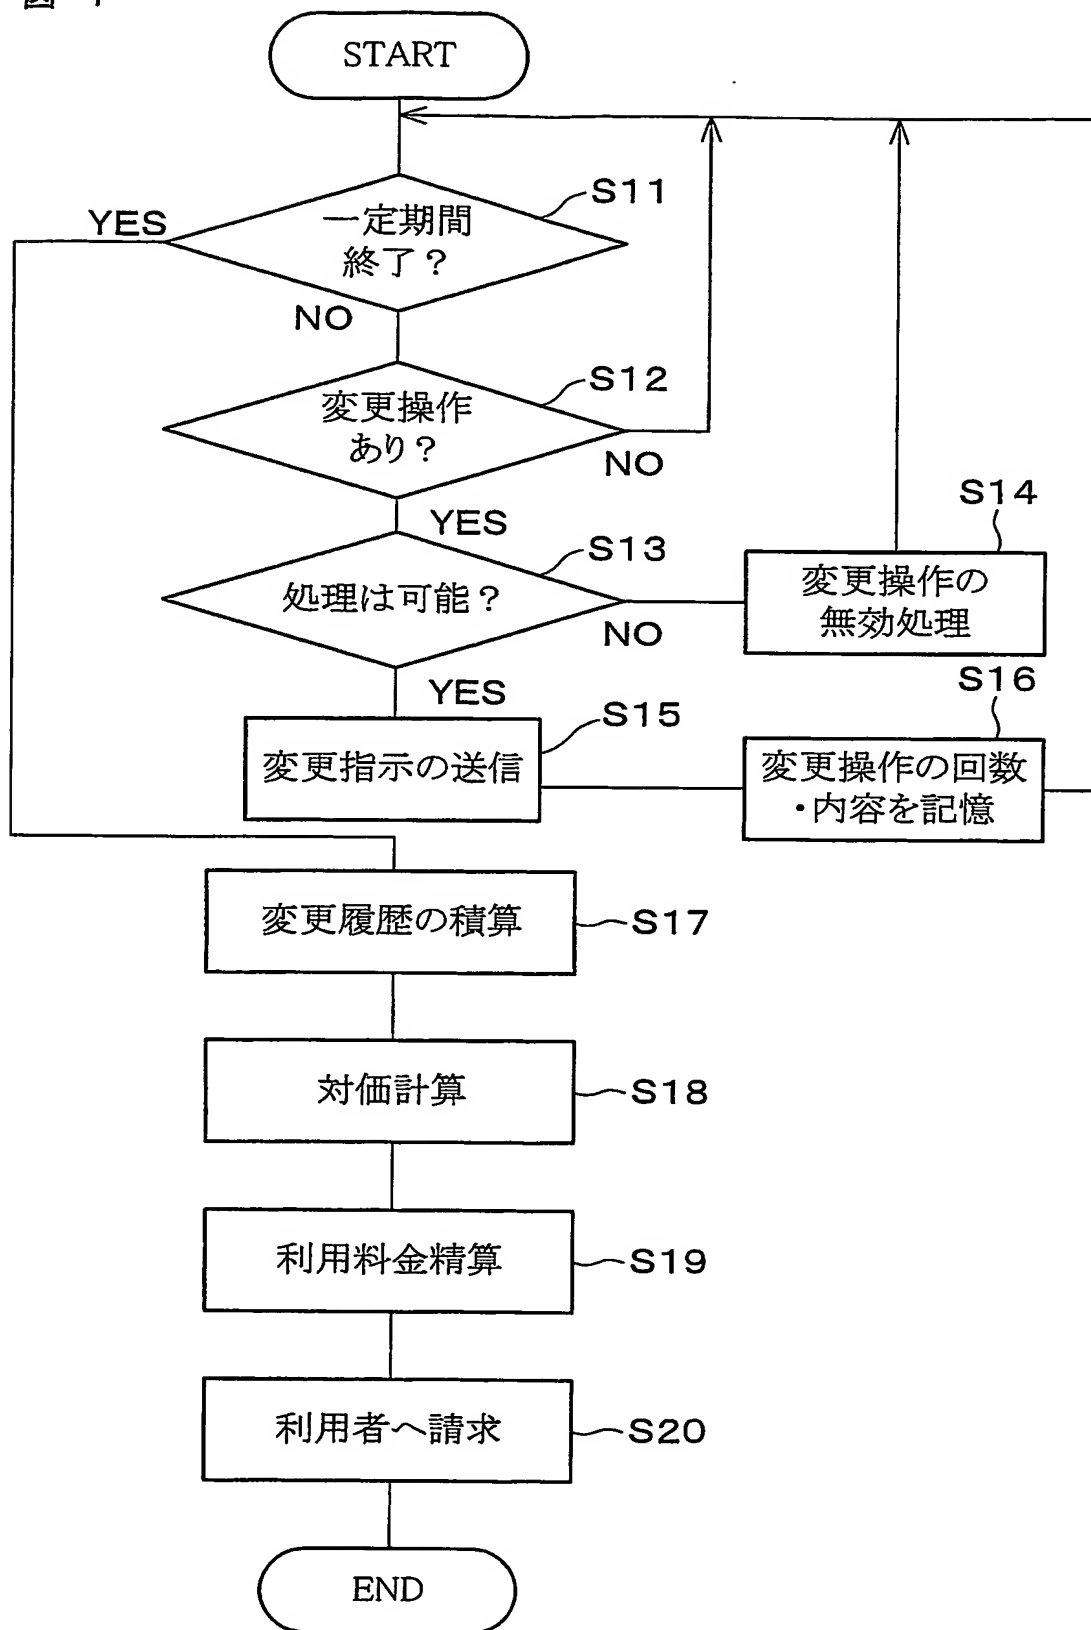 START
S11
YES
一定期間
終了？
NO
S12
変更操作
あり？
NO
S14
YES
S13
変更操作の
無効処理
処理は可能？
NO
S16
YES
S15
変更指示の送信
変更操作の回数
・内容を記憶
変更履歴の積算
S17
対価計算
S18
利用料金精算
S19
利用者へ請求
S20
END